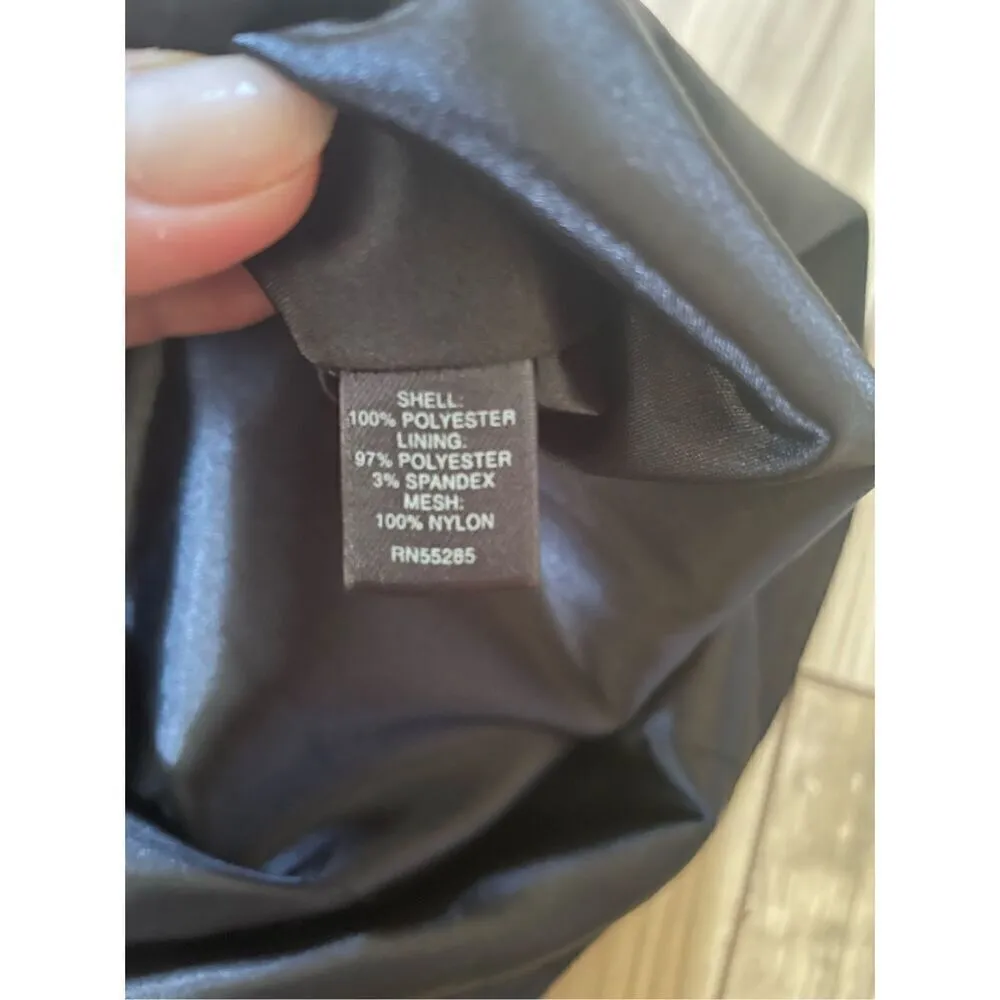 SHELL:
100% POLYESTER
LINING:
97% POLYESTER
3% SPANDEX
MESH:
100% NYLON
RN55285